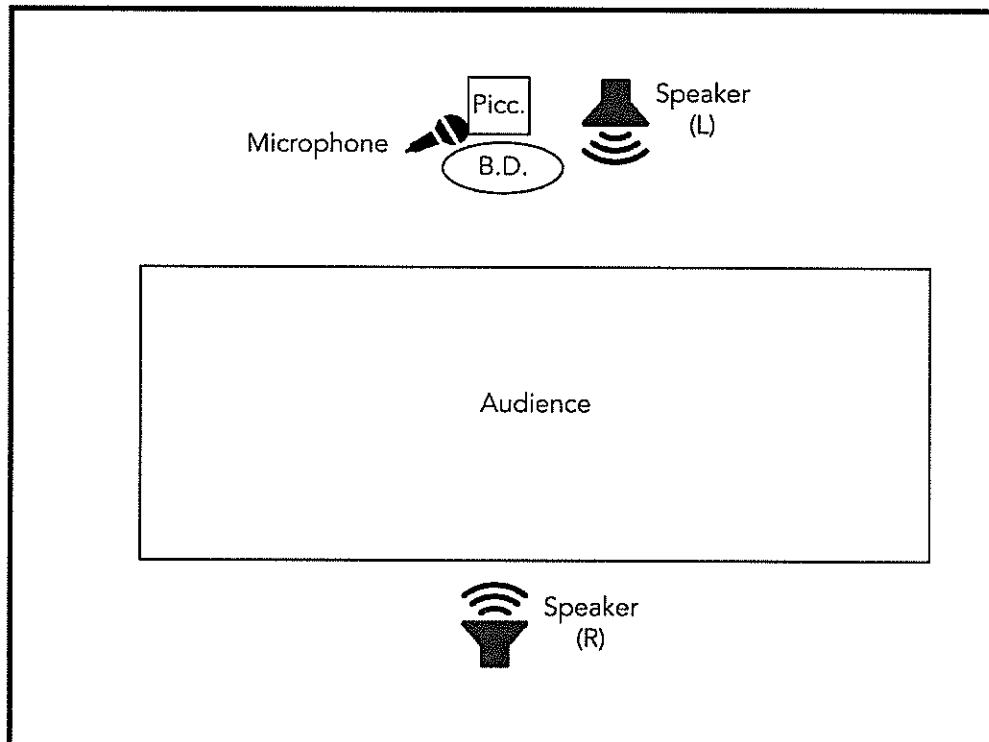 Picc.
Speaker
(L)
Microphone
B.D.
Audience
Speaker
(R)